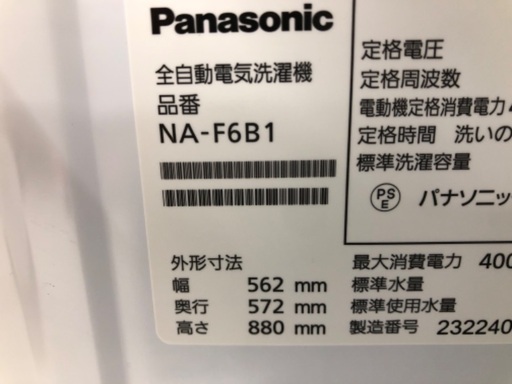 Panasonic
全自動電気洗濯機
品番
NA-F6B1
外形寸法
幅 562 mm
奥行 572 mm
高さ 880 mm
定格電圧
定格周波数
電動機定格消費電力
定格時間 洗いの
標準洗濯容量
PSE パナソニッ
最大消費電力 400
標準水量
標準使用水量
製造番号 232240